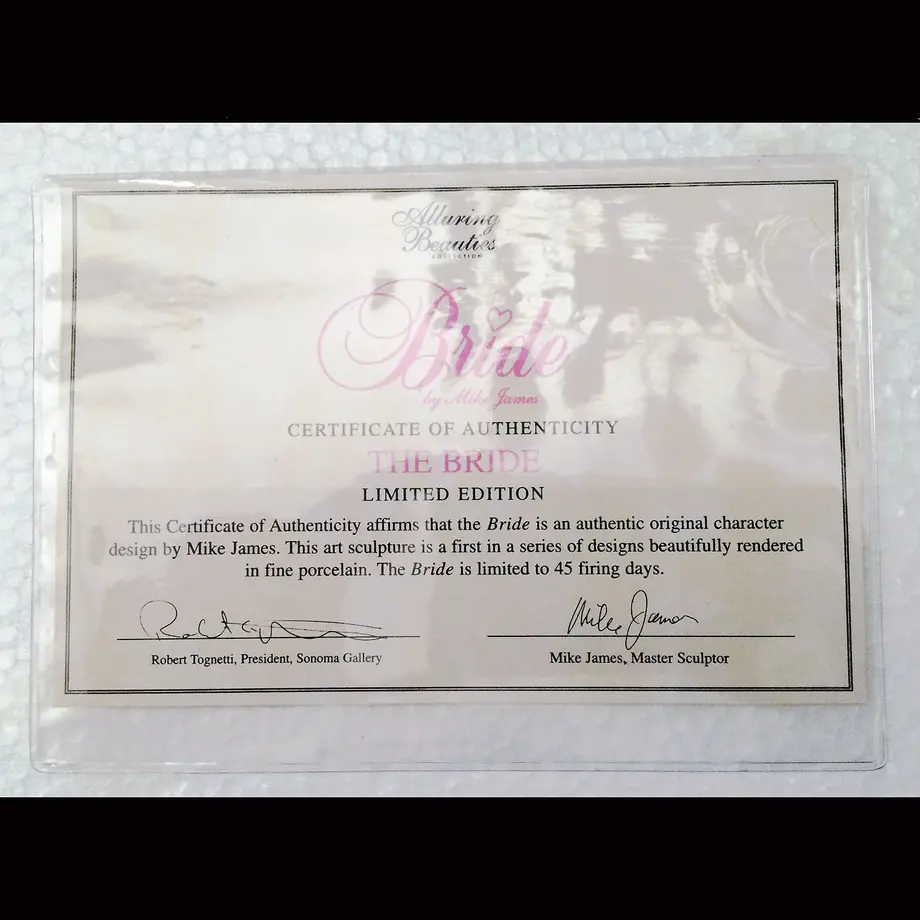 Alluring
Beauties
COLLECTION
Bride
by Mike James
CERTIFICATE OF AUTHENTICITY
THE BRIDE
LIMITED EDITION
This Certificate of Authenticity affirms that the Bride is an authentic original character
design by Mike James. This art sculpture is a first in a series of designs beautifully rendered
in fine porcelain. The Bride is limited to 45 firing days.
Mike James
Robert Tognetti, President, Sonoma Gallery
Mike James, Master Sculptor